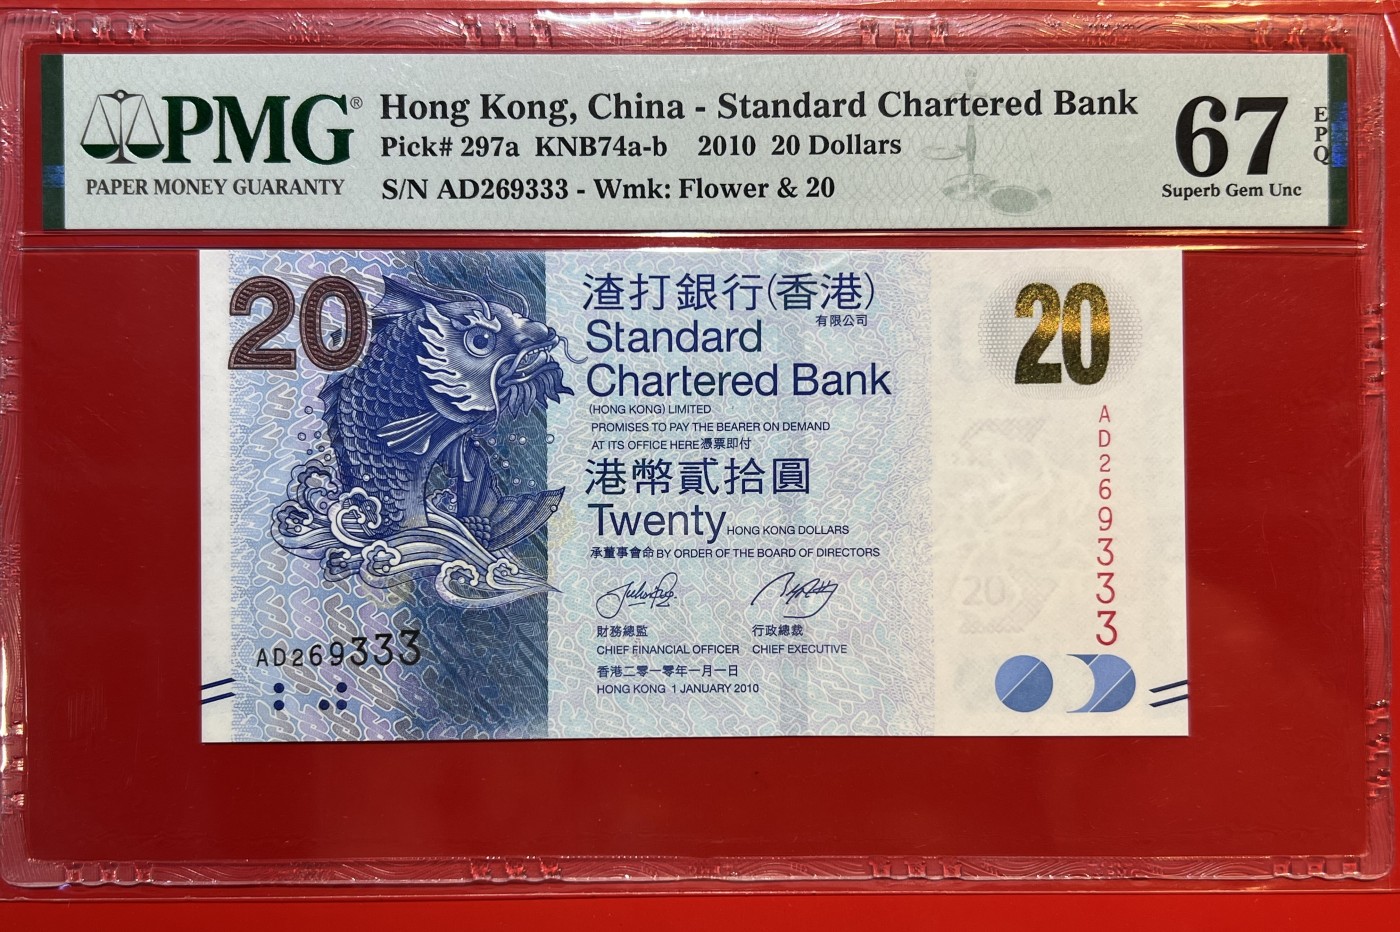 PMG®
PAPER MONEY GUARANTY
Hong Kong, China - Standard Chartered Bank
Pick# 297a KNB74a-b 2010 20 Dollars
S/N AD269333 - Wmk: Flower & 20
67
EPQ
Superb Gem Unc
20
渣打銀行(香港)
有限公司
Standard
Chartered Bank
(HONG KONG) LIMITED
PROMISES TO PAY THE BEARER ON DEMAND
AT ITS OFFICE HERE 憑票即付
港幣貳拾圓
Twenty HONG KONG DOLLARS
承董事會命 BY ORDER OF THE BOARD OF DIRECTORS
財務總監 行政總裁
CHIEF FINANCIAL OFFICER CHIEF EXECUTIVE
香港二零一零年一月一日
HONG KONG 1 JANUARY 2010
AD269333
20
AD269333
20